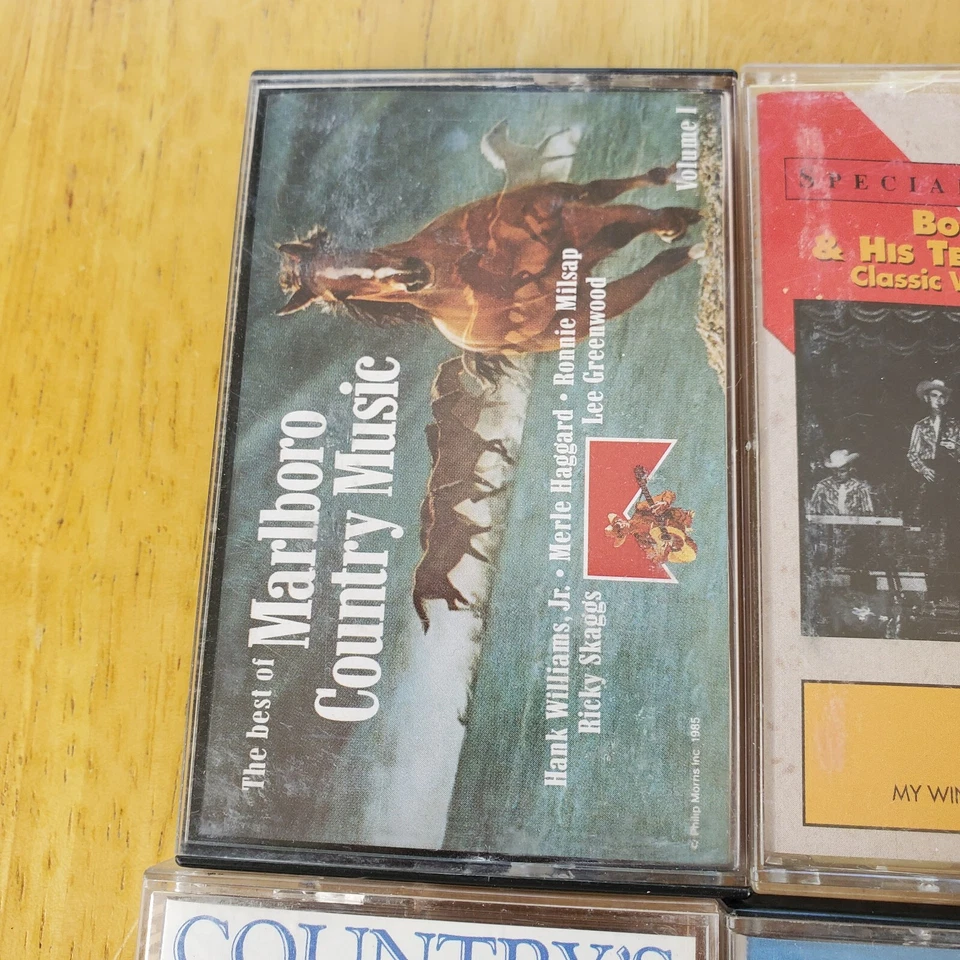 The best of Marlboro
Country Music
Hank Williams, Jr. • Merle Haggard • Ronnie Milsap
Ricky Skaggs Lee Greenwood
Volume 1
© Philip Morris Inc. 1985
SPECIAL
BO
& HIS TE
Classic W
MY WIN
COUNTRY'S